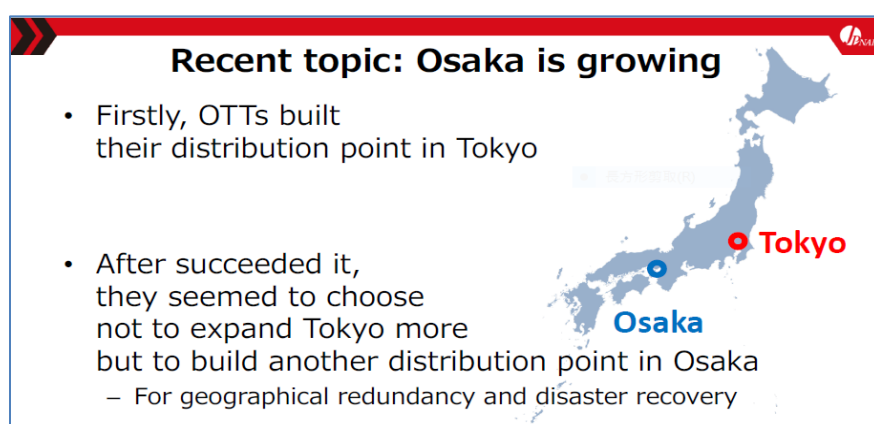 Recent topic: Osaka is growing
• Firstly, OTTs built
their distribution point in Tokyo
Tokyo
• After succeeded it,
they seemed to choose
not to expand Tokyo more
but to build another distribution point in Osaka
Osaka
– For geographical redundancy and disaster recovery